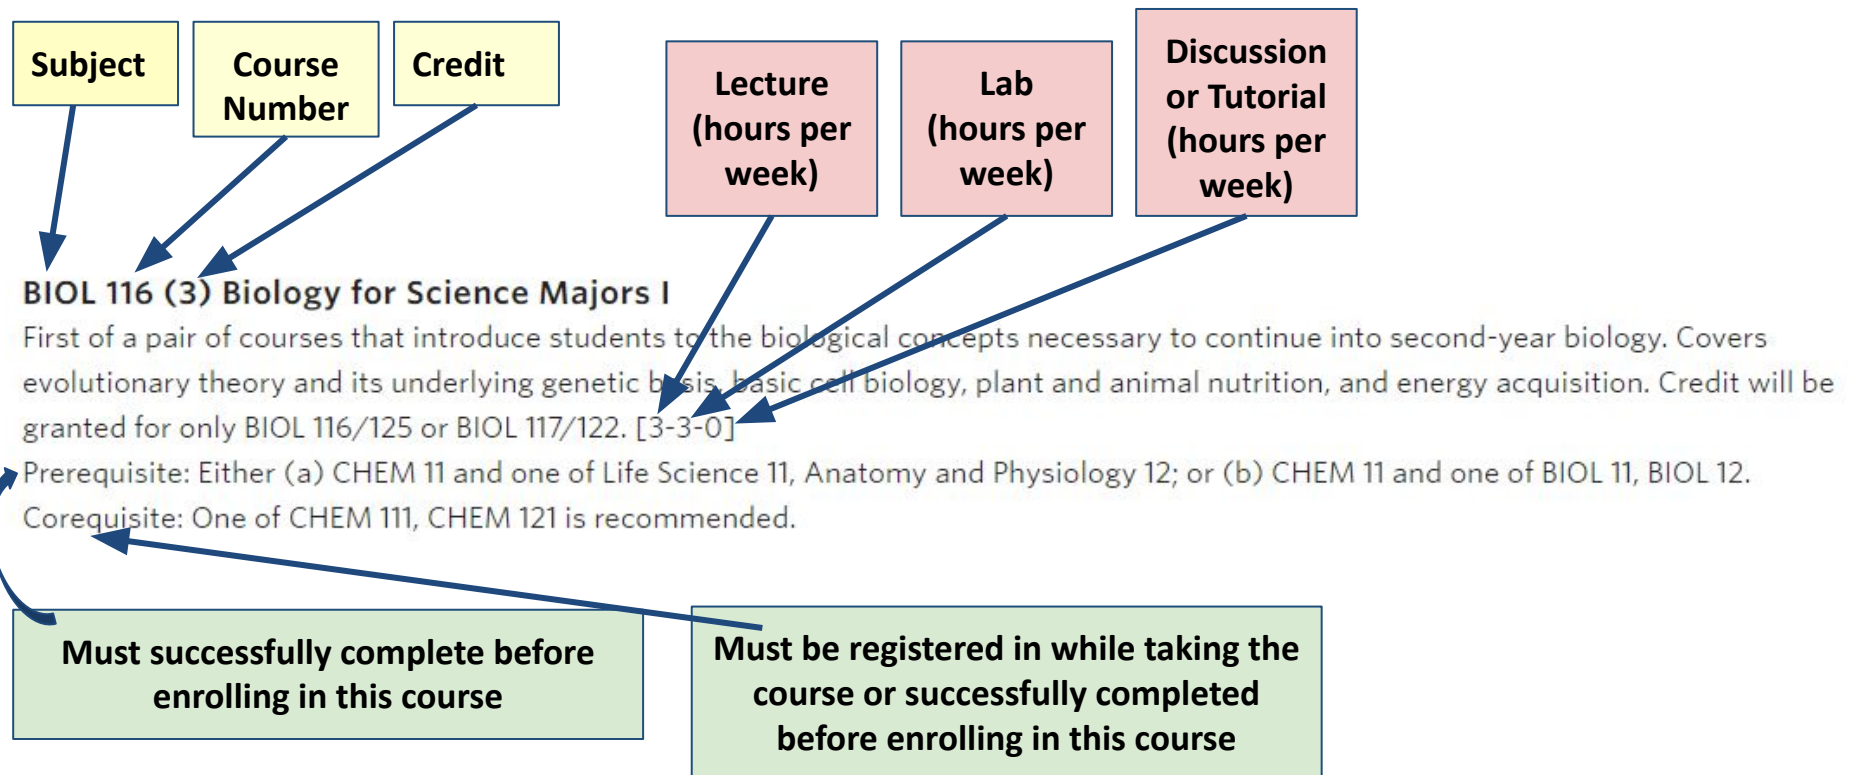 Subject
Course
Number
Credit
Lecture
(hours per
week)
Lab
(hours per
week)
Discussion
or Tutorial
(hours per
week)
BIOL 116 (3) Biology for Science Majors I
First of a pair of courses that introduce students to the biological concepts necessary to continue into second-year biology. Covers
evolutionary theory and its underlying genetic basis, basic cell biology, plant and animal nutrition, and energy acquisition. Credit will be
granted for only BIOL 116/125 or BIOL 117/122. [3-3-0]
Prerequisite: Either (a) CHEM 11 and one of Life Science 11, Anatomy and Physiology 12; or (b) CHEM 11 and one of BIOL 11, BIOL 12.
Corequisite: One of CHEM 111, CHEM 121 is recommended.
Must successfully complete before
enrolling in this course
Must be registered in while taking the
course or successfully completed
before enrolling in this course